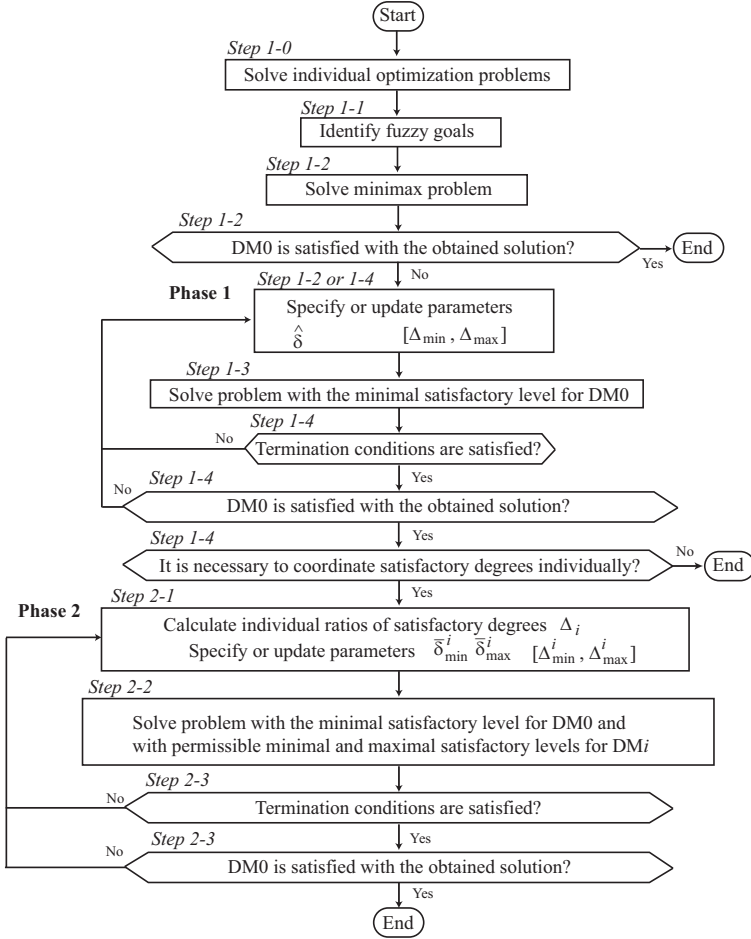 Start
Step 1-0
Solve individual optimization problems
Step 1-1
Identify fuzzy goals
Step 1-2
Solve minimax problem
Step 1-2
DM0 is satisfied with the obtained solution?
Yes
End
No
Step 1-2 or 1-4
Phase 1
Specify or update parameters
δ̂ [Δmin , Δmax]
Step 1-3
Solve problem with the minimal satisfactory level for DM0
Step 1-4
No
Termination conditions are satisfied?
Yes
Step 1-4
No
DM0 is satisfied with the obtained solution?
Yes
Step 1-4
It is necessary to coordinate satisfactory degrees individually?
No
End
Yes
Step 2-1
Phase 2
Calculate individual ratios of satisfactory degrees Δi
Specify or update parameters δ̅ⁱmin δ̅ⁱmax [Δⁱmin , Δⁱmax]
Step 2-2
Solve problem with the minimal satisfactory level for DM0 and
with permissible minimal and maximal satisfactory levels for DMi
Step 2-3
No
Termination conditions are satisfied?
Yes
Step 2-3
No
DM0 is satisfied with the obtained solution?
Yes
End